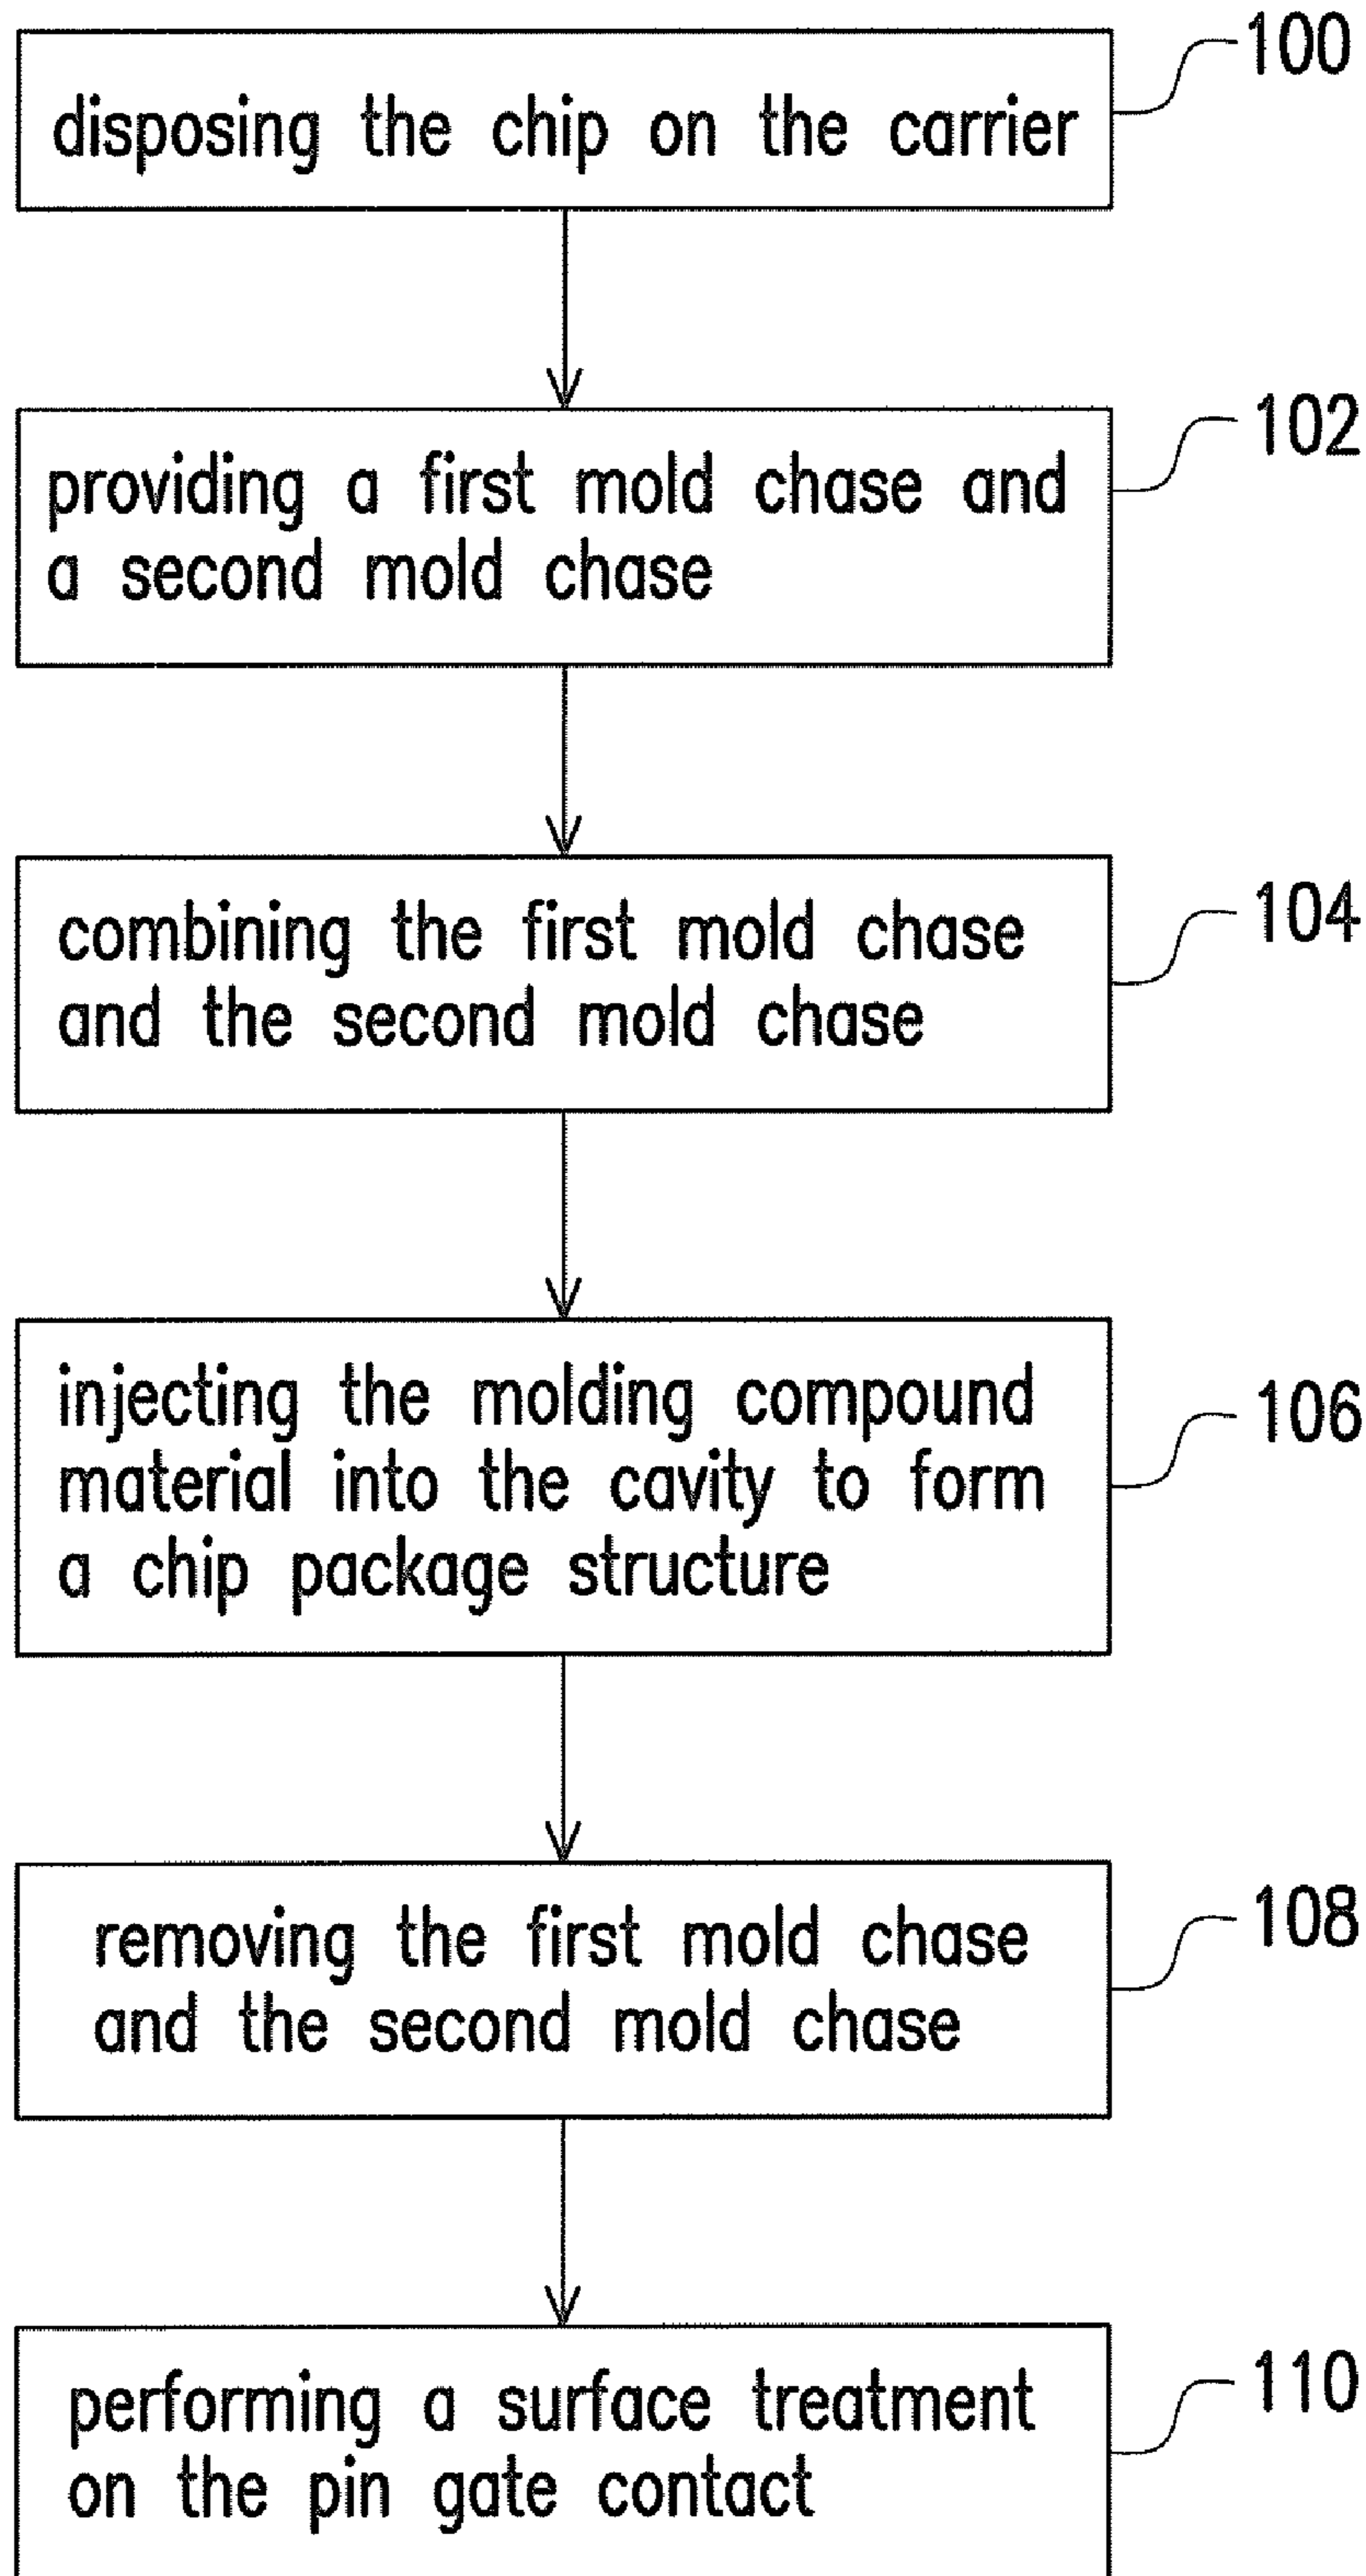 100
disposing the chip on the carrier
102
providing a first mold chase and
a second mold chase
104
combining the first mold chase
and the second mold chase
106
injecting the molding compound
material into the cavity to form
a chip package structure
108
removing the first mold chase
and the second mold chase
110
performing a surface treatment
on the pin gate contact